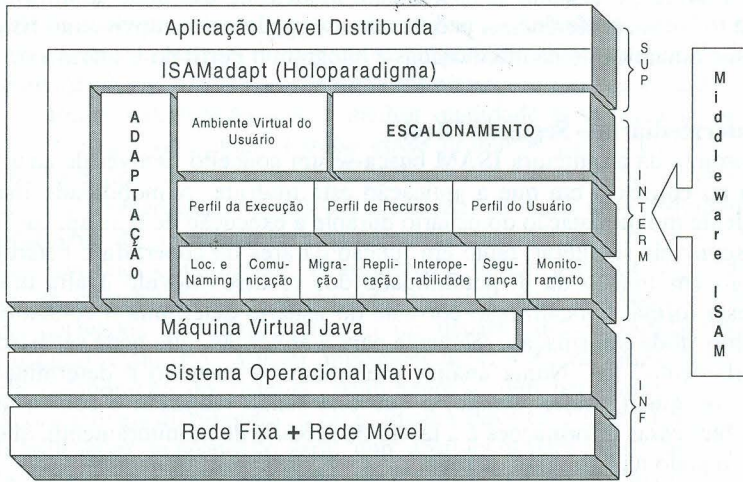 Aplicação Móvel Distribuída
ISAMadapt (Holoparadigma)
ADAPTAÇÃO
Ambiente Virtual do
Usuário
ESCALONAMENTO
Perfil da Execução
Perfil de Recursos
Perfil do Usuário
Loc. e
Naming
Comu-
nicação
Migra-
ção
Repli-
cação
Interope-
rabilidade
Segu-
rança
Monito-
ramento
Máquina Virtual Java
Sistema Operacional Nativo
Rede Fixa + Rede Móvel
SUP
INTERM
INF
Middleware ISAM